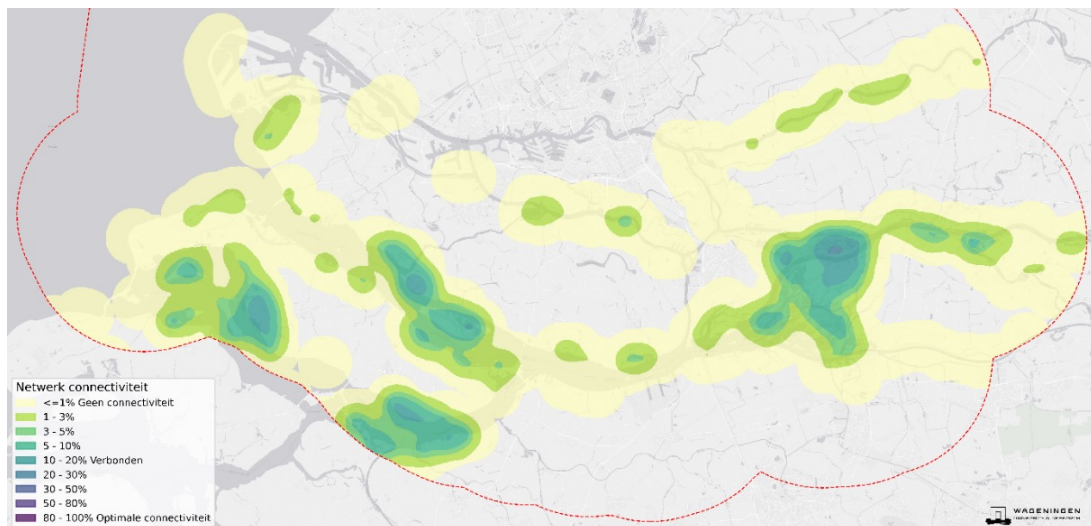 Netwerk connectiviteit
<=1% Geen connectiviteit
1 - 3%
3 - 5%
5 - 10%
10 - 20% Verbonden
20 - 30%
30 - 50%
50 - 80%
80 - 100% Optimale connectiviteit
WAGENINGEN